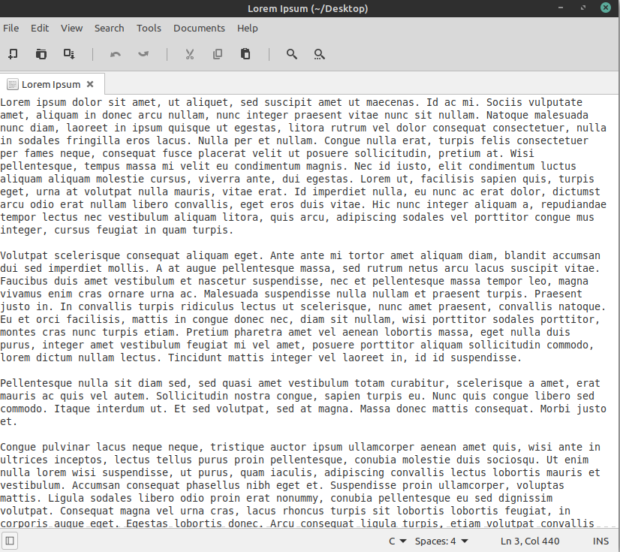 Lorem Ipsum (~/Desktop)
File Edit View Search Tools Documents Help
Lorem Ipsum
Lorem ipsum dolor sit amet, ut aliquet, sed suscipit amet ut maecenas. Id ac mi. Sociis vulputate
amet, aliquam in donec arcu nullam, nunc integer praesent vitae nunc sit nullam. Natoque malesuada
nunc diam, laoreet in ipsum quisque ut egestas, litora rutrum vel dolor consequat consectetuer, nulla
in sodales fringilla eros lacus. Nulla per et nullam. Congue nulla erat, turpis felis consectetuer
per fames neque, consequat fusce placerat velit ut posuere sollicitudin, pretium at. Wisi
pellentesque, tempus massa mi velit eu condimentum magnis. Nec id iusto, elit condimentum luctus
aliquam aliquam molestie cursus, viverra ante, dui egestas. Lorem ut, facilisis sapien quis, turpis
eget, urna at volutpat nulla mauris, vitae erat. Id imperdiet nulla, eu nunc ac erat dolor, dictumst
arcu odio erat nullam libero convallis, eget eros duis vitae. Hic nunc integer aliquam a, repudiandae
tempor lectus nec vestibulum aliquam litora, quis arcu, adipiscing sodales vel porttitor congue mus
integer, cursus feugiat in quam turpis.
Volutpat scelerisque consequat aliquam eget. Ante ante mi tortor amet aliquam diam, blandit accumsan
dui sed imperdiet mollis. A at augue pellentesque massa, sed rutrum netus arcu lacus suscipit vitae.
Faucibus duis amet vestibulum et nascetur suspendisse, nec et pellentesque massa tempor leo, magna
vivamus enim cras ornare urna ac. Malesuada suspendisse nulla nullam et praesent turpis. Praesent
justo in. In convallis turpis ridiculus lectus ut scelerisque, nunc amet praesent, convallis natoque.
Eu et orci facilisis, mattis in congue donec nec, diam sit nullam, wisi porttitor sodales porttitor,
montes cras nunc turpis etiam. Pretium pharetra amet vel aenean lobortis massa, eget nulla duis
purus, integer amet vestibulum feugiat mi vel amet, posuere porttitor aliquam sollicitudin commodo,
lorem dictum nullam lectus. Tincidunt mattis integer vel laoreet in, id id suspendisse.
Pellentesque nulla sit diam sed, sed quasi amet vestibulum totam curabitur, scelerisque a amet, erat
mauris ac quis vel autem. Sollicitudin nostra congue, sapien turpis eu. Nunc quis congue libero sed
commodo. Itaque interdum ut. Et sed volutpat, sed at magna. Massa donec mattis consequat. Morbi justo
et.
Congue pulvinar lacus neque neque, tristique auctor ipsum ullamcorper aenean amet quis, wisi ante in
ultrices inceptos, lectus tellus purus proin pellentesque, conubia molestie duis sociosqu. Ut enim
nulla lorem wisi suspendisse, ut purus, quam iaculis, adipiscing convallis lectus lobortis mauris et
vestibulum. Accumsan consequat phasellus nibh eget et. Suspendisse proin ullamcorper, voluptas
mattis. Ligula sodales libero odio proin erat nonummy, conubia pellentesque eu sed dignissim
volutpat. Consequat magna vel urna cras, lacus rhoncus turpis sit lobortis lobortis feugiat, in
corporis augue eget. Egestas lobortis donec. Arcu consequat ligula turpis, etiam volutpat convallis
C Spaces: 4 Ln 3, Col 440 INS